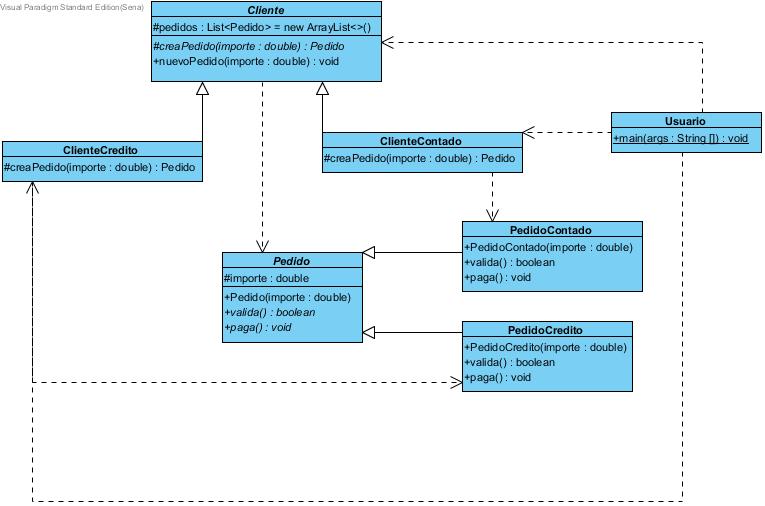 Visual Paradigm Standard Edition(Sena)
Cliente
#pedidos : List<Pedido> = new ArrayList<>()
#creaPedido(importe : double) : Pedido
+nuevoPedido(importe : double) : void
Usuario
+main(args : String []) : void
ClienteCredito
#creaPedido(importe : double) : Pedido
ClienteContado
#creaPedido(importe : double) : Pedido
PedidoContado
+PedidoContado(importe : double)
+valida() : boolean
+paga() : void
Pedido
#importe : double
+Pedido(importe : double)
+valida() : boolean
+paga() : void
PedidoCredito
+PedidoCredito(importe : double)
+valida() : boolean
+paga() : void